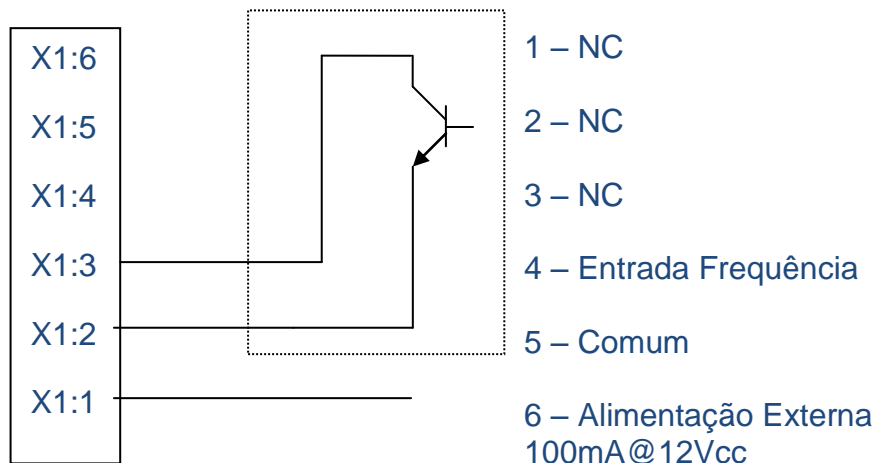 X1:6
X1:5
X1:4
X1:3
X1:2
X1:1
1 – NC
2 – NC
3 – NC
4 – Entrada Frequência
5 – Comum
6 – Alimentação Externa
100mA@12Vcc